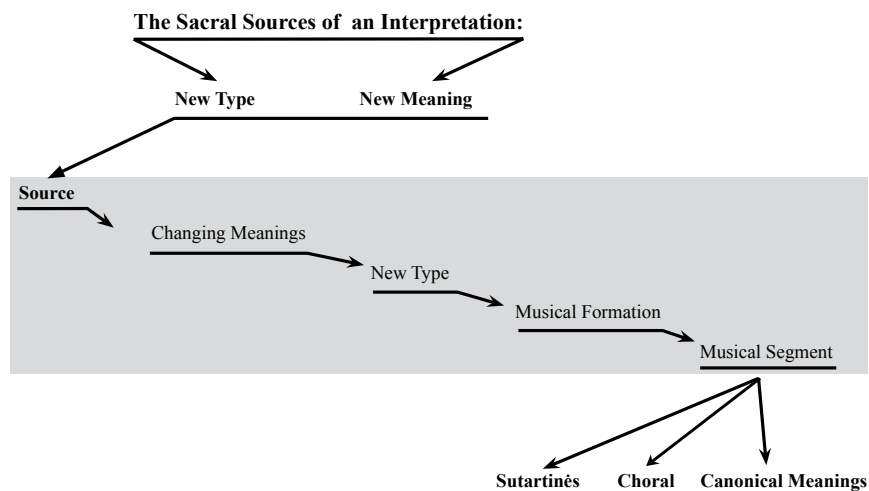 The Sacral Sources of an Interpretation:
New Type New Meaning
Source
Changing Meanings
New Type
Musical Formation
Musical Segment
Sutartinės Choral Canonical Meanings